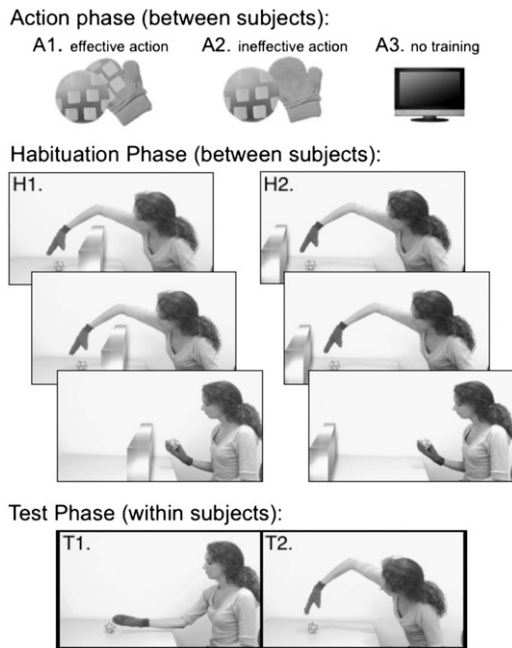 Action phase (between subjects):
A1. effective action A2. ineffective action A3. no training
Habituation Phase (between subjects):
H1. H2.
Test Phase (within subjects):
T1. T2.